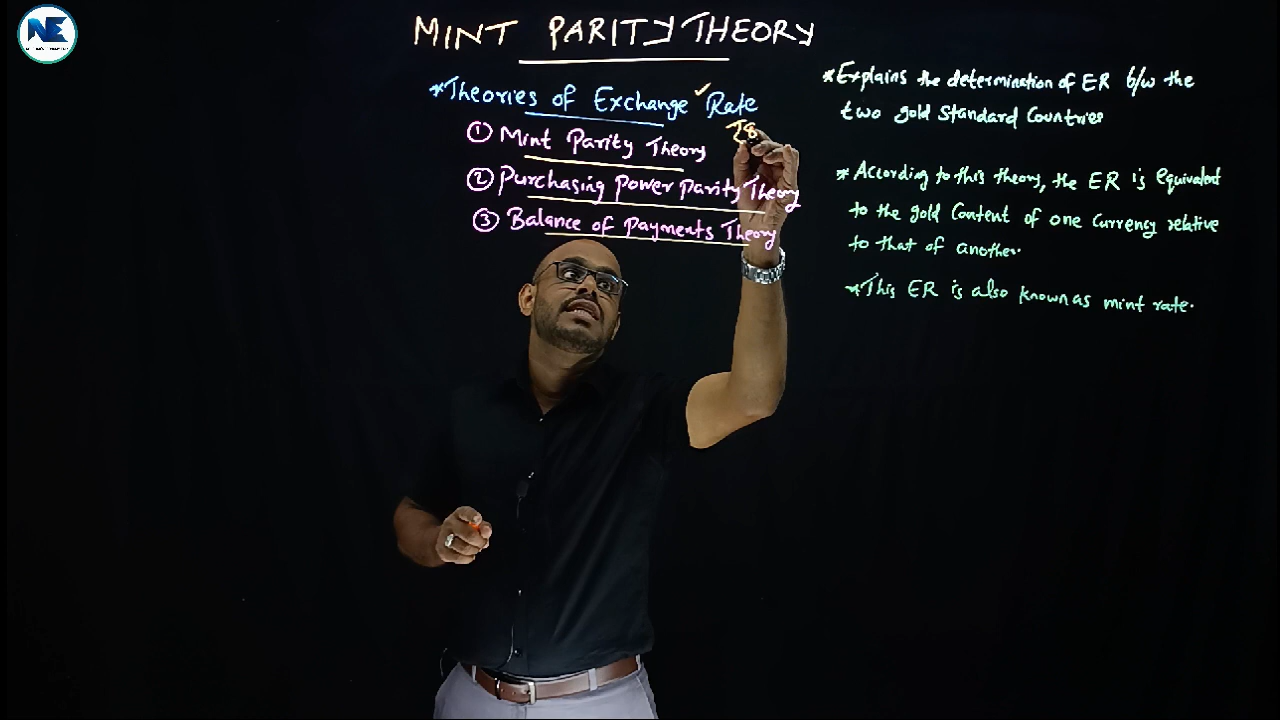 NE
MINT PARITY THEORY
*Theories of Exchange ✓Rate
₹8
① Mint Parity Theory
② Purchasing Power Parity Theory
③ Balance of Payments Theory
*Explains the determination of ER b/w the
two gold Standard Countries
* According to this theory, the ER is equivalent
to the gold Content of one Currency relative
to that of another.
*This ER is also known as mint rate.